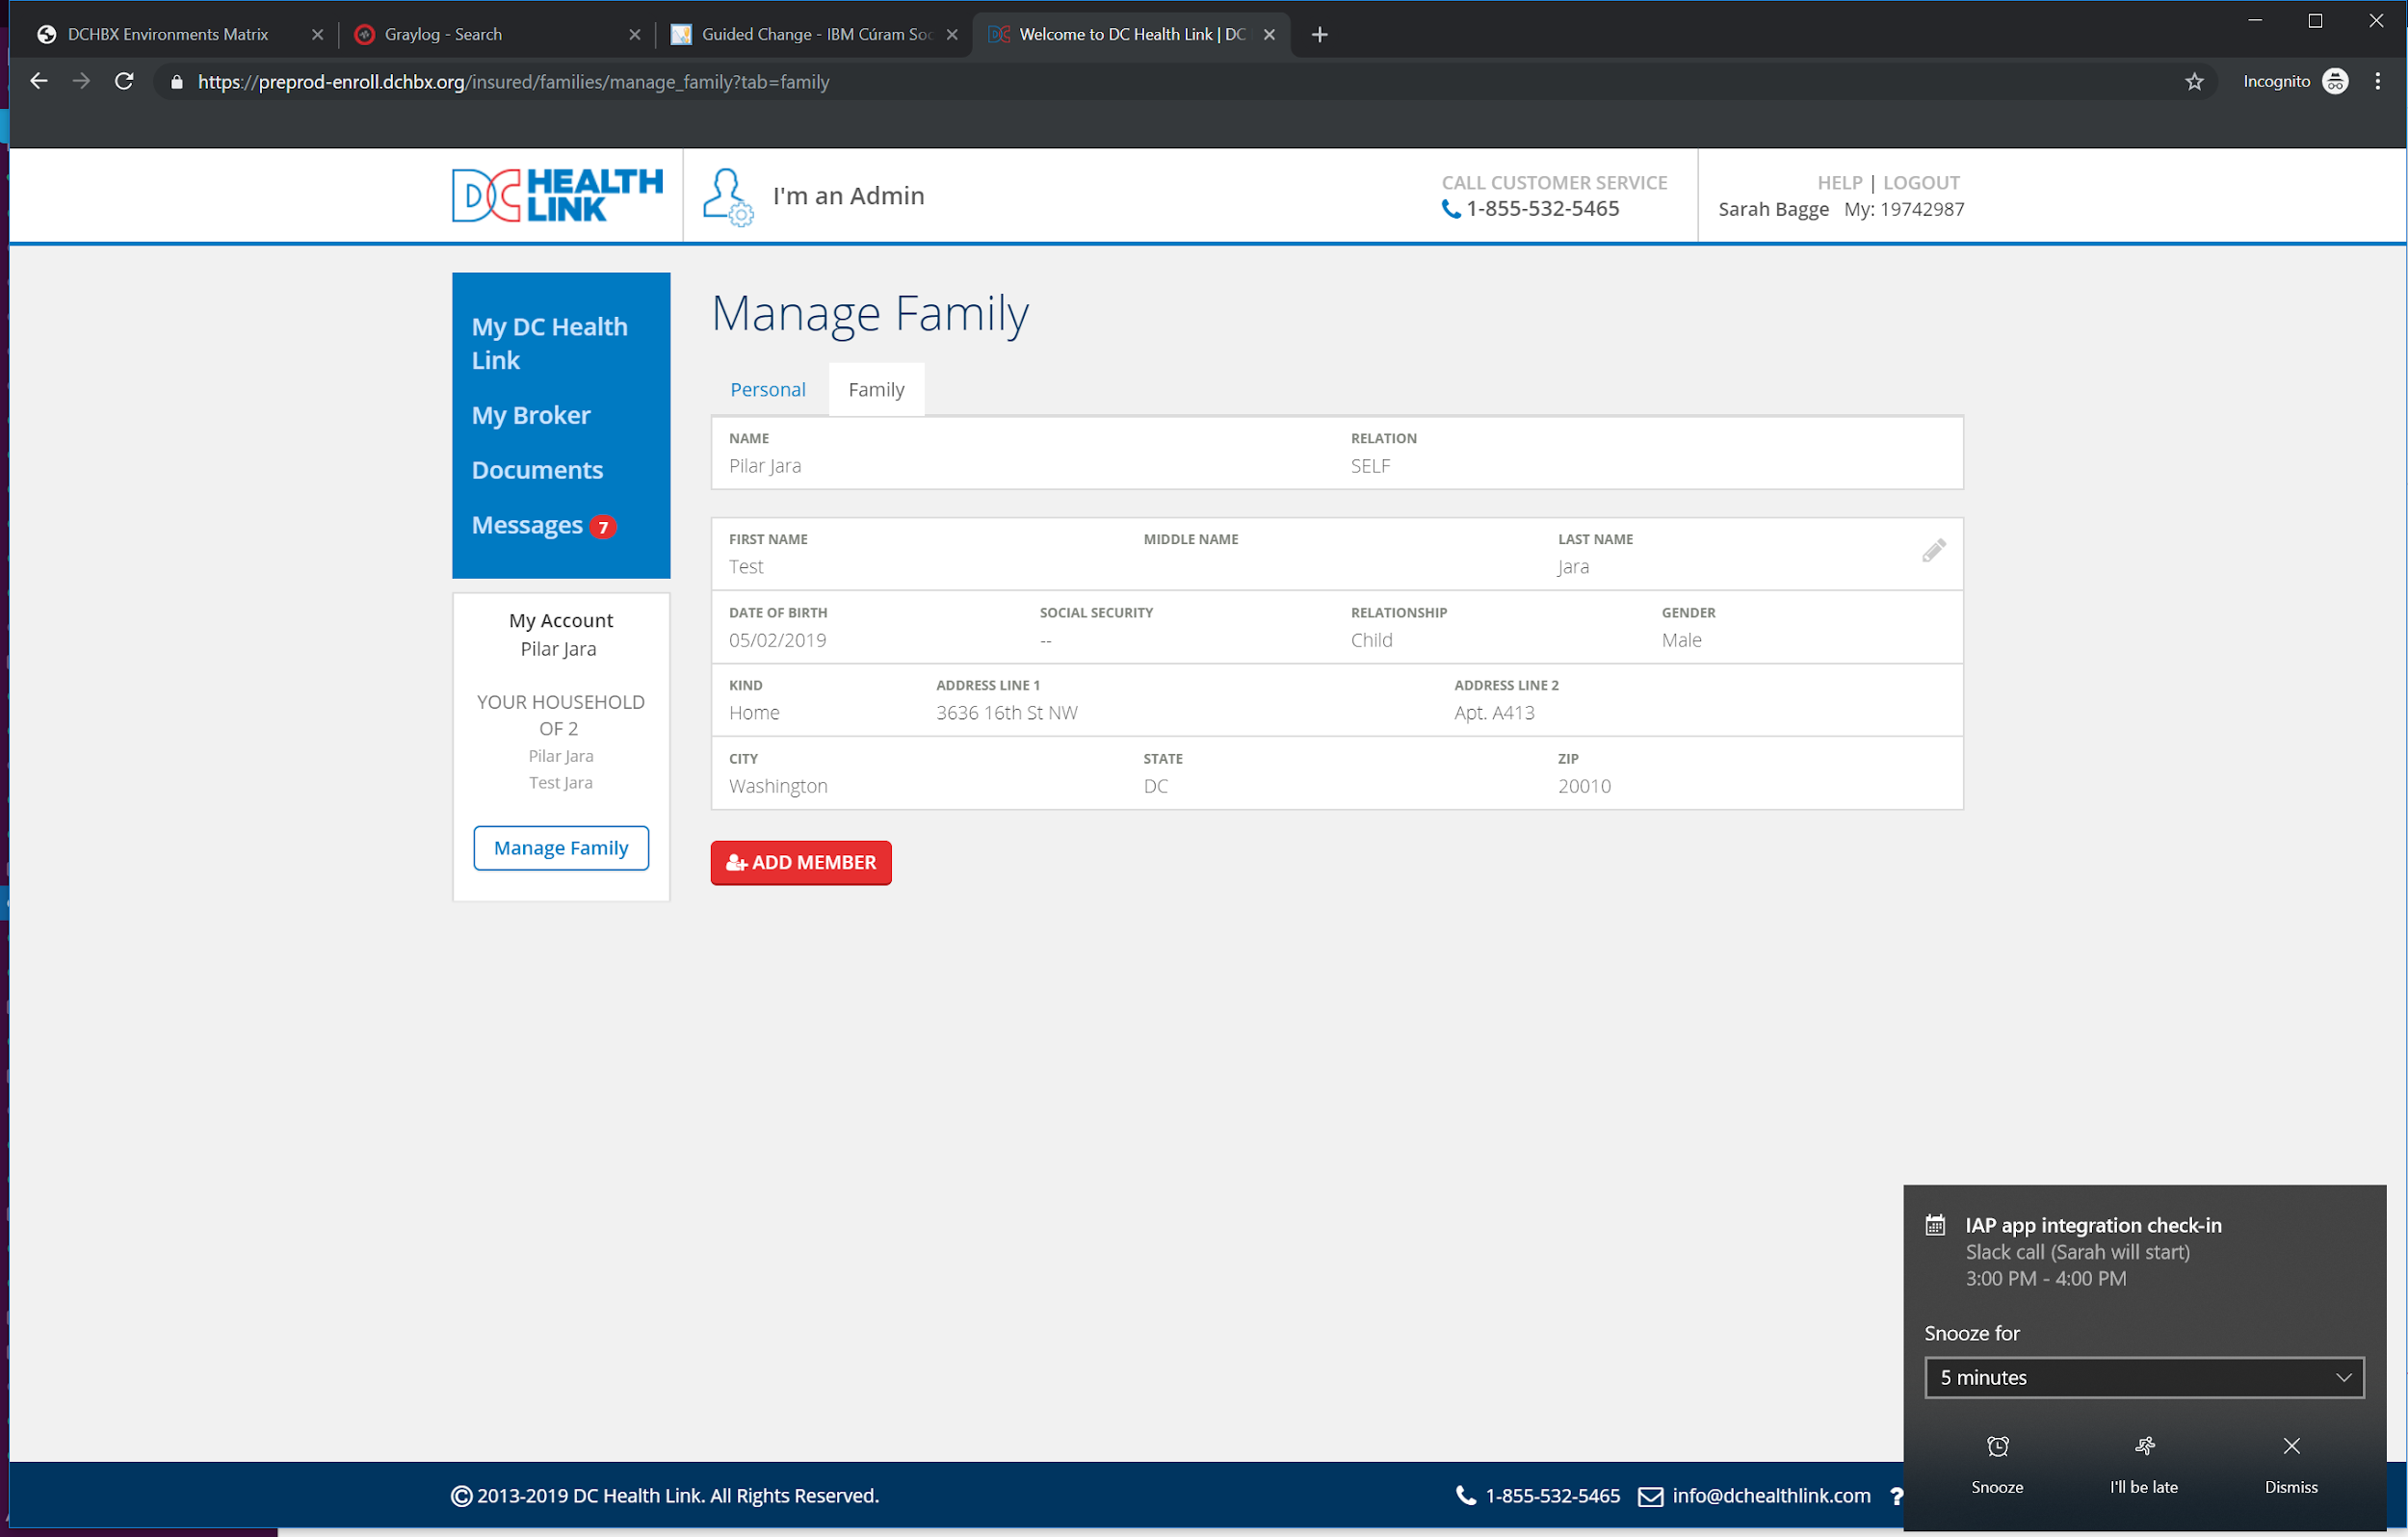 DCHBX Environments Matrix
Graylog - Search
Guided Change - IBM Cúram Soc
Welcome to DC Health Link | DC
https://preprod-enroll.dchbx.org/insured/families/manage_family?tab=family
Incognito
DC HEALTH LINK
I'm an Admin
CALL CUSTOMER SERVICE
1-855-532-5465
HELP | LOGOUT
Sarah Bagge My: 19742987
My DC Health
Link
My Broker
Documents
Messages 7
My Account
Pilar Jara
YOUR HOUSEHOLD
OF 2
Pilar Jara
Test Jara
Manage Family
Manage Family
Personal Family
NAME RELATION
Pilar Jara SELF
FIRST NAME MIDDLE NAME LAST NAME
Test Jara
DATE OF BIRTH SOCIAL SECURITY RELATIONSHIP GENDER
05/02/2019 -- Child Male
KIND ADDRESS LINE 1 ADDRESS LINE 2
Home 3636 16th St NW Apt. A413
CITY STATE ZIP
Washington DC 20010
ADD MEMBER
IAP app integration check-in
Slack call (Sarah will start)
3:00 PM - 4:00 PM
Snooze for
5 minutes
Snooze I'll be late Dismiss
© 2013-2019 DC Health Link. All Rights Reserved.
1-855-532-5465 info@dchealthlink.com ?